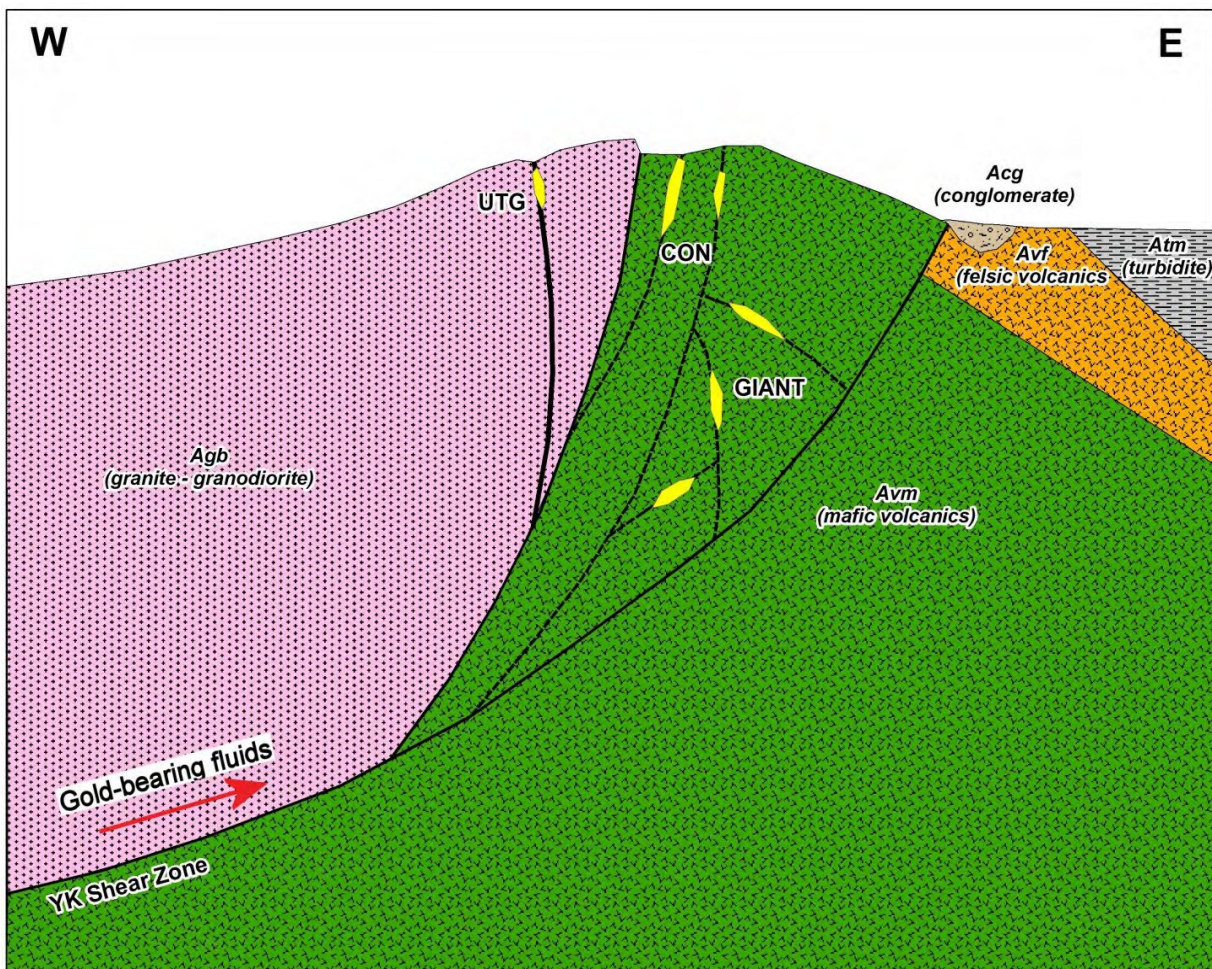 W
E
Acg
(conglomerate)
UTG
CON
Avf
(felsic volcanics
Atm
(turbidite)
GIANT
Agb
(granite - granodiorite)
Avm
(mafic volcanics)
Gold-bearing fluids
YK Shear Zone